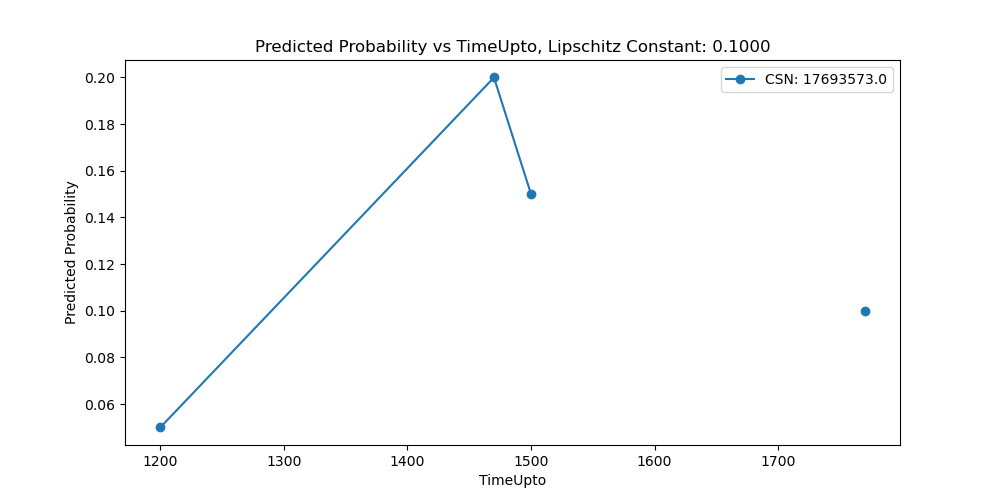 Predicted Probability vs TimeUpto, Lipschitz Constant: 0.1000
CSN: 17693573.0
Predicted Probability
0.20
0.18
0.16
0.14
0.12
0.10
0.08
0.06
1200 1300 1400 1500 1600 1700
TimeUpto